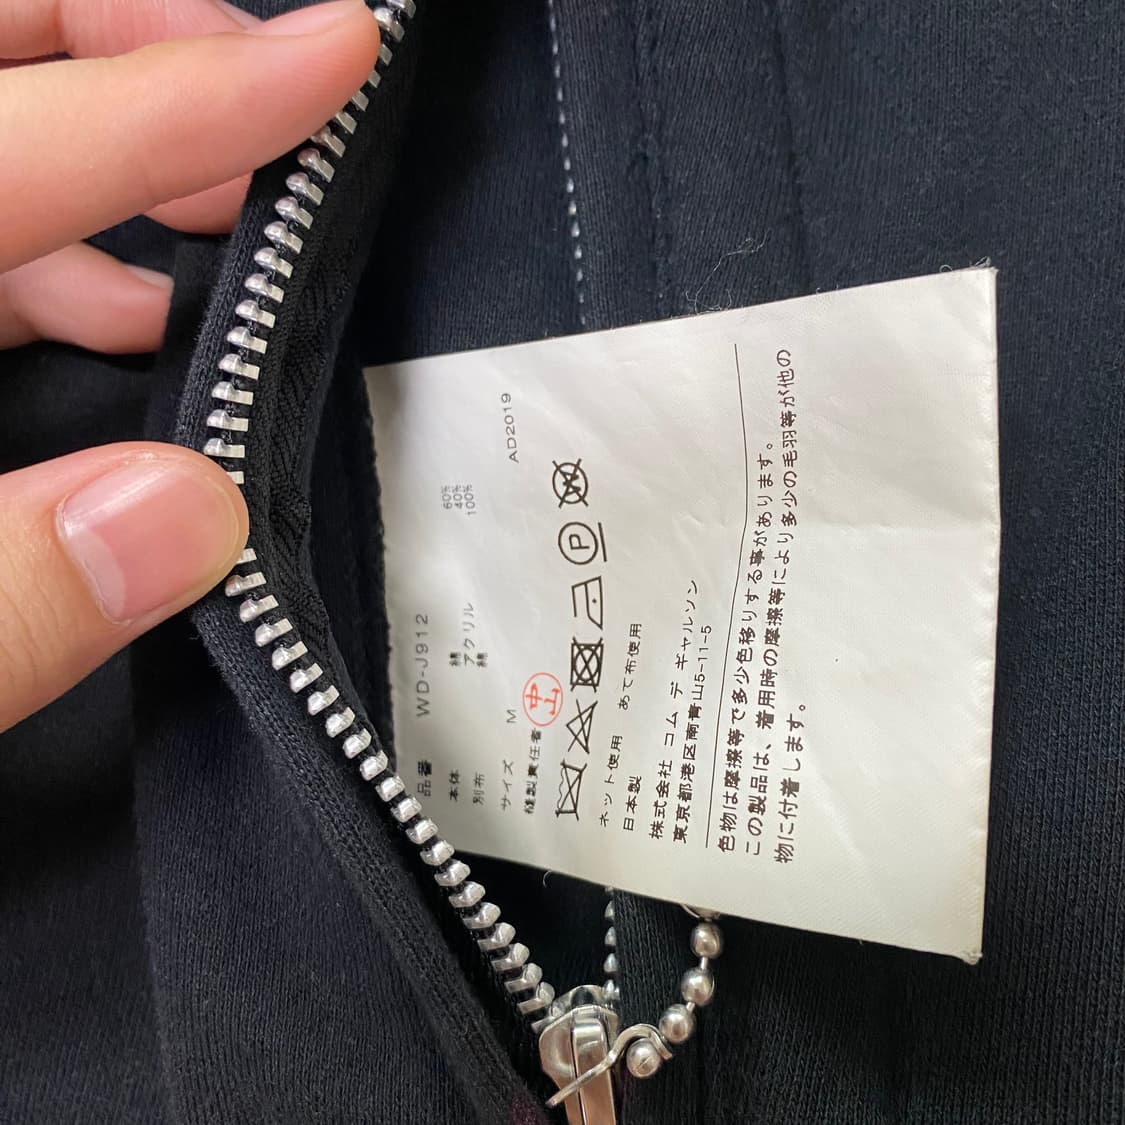 品番 WD-J912
本体 綿 60%
アクリル 40%
別布 綿 100%
サイズ M AD2019
縫製責任者 中山
P W
ネット使用 あて布使用
日本製
株式会社 コム デ ギャルソン
東京都港区南青山5-11-5
色物は摩擦等で多少色移りする事があります。
この製品は、着用時の摩擦等により多少の毛羽等が他の
物に付着します。